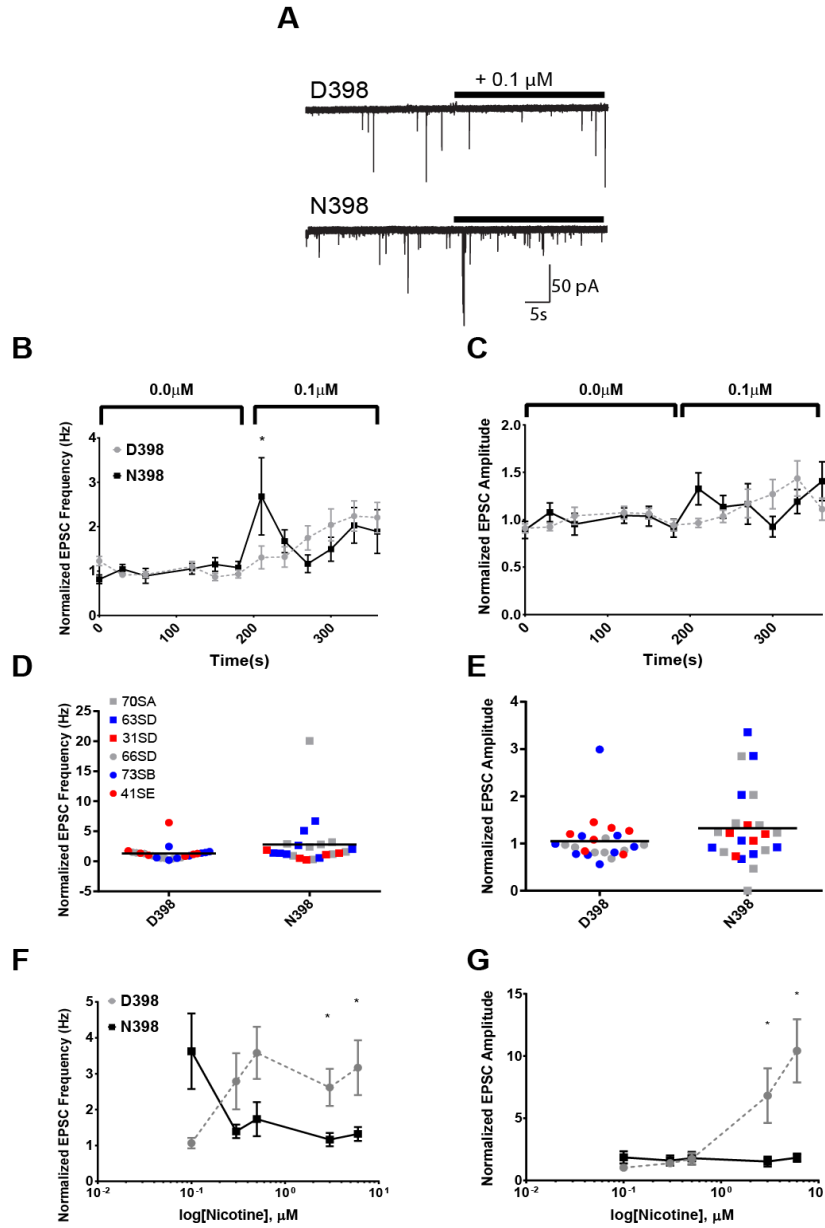 A
D398
+ 0.1 µM
N398
50 pA
5s
B
C
0.0µM
0.1µM
0.0µM
0.1µM
Normalized EPSC Frequency (Hz)
4
3
2
1
0
D398
N398
*
0
100
200
300
Time(s)
Normalized EPSC Amplitude
2.0
1.5
1.0
0.5
0.0
0
100
200
300
Time(s)
D
E
Normalized EPSC Frequency (Hz)
25
20
15
10
5
0
-5
70SA
63SD
31SD
66SD
73SB
41SE
D398
N398
Normalized EPSC Amplitude
4
3
2
1
0
D398
N398
F
G
Normalized EPSC Frequency (Hz)
5
4
3
2
1
0
D398
N398
*
*
10-2
10-1
100
101
log[Nicotine], µM
Normalized EPSC Amplitude
15
10
5
0
*
*
10-2
10-1
100
10
log[Nicotine], µM